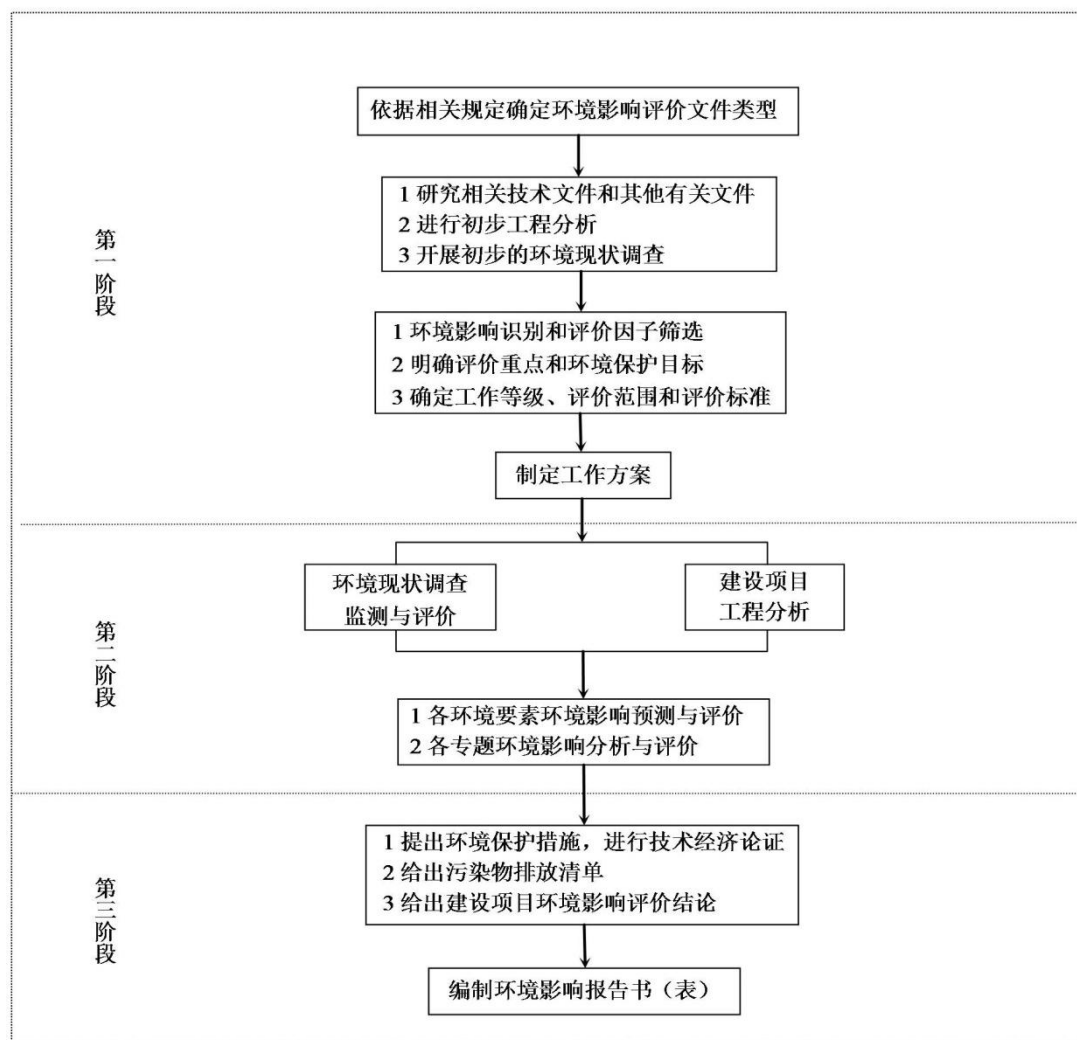 依据相关规定确定环境影响评价文件类型
1 研究相关技术文件和其他有关文件
2 进行初步工程分析
3 开展初步的环境现状调查
第一阶段
1 环境影响识别和评价因子筛选
2 明确评价重点和环境保护目标
3 确定工作等级、评价范围和评价标准
制定工作方案
环境现状调查
监测与评价
建设项目
工程分析
第二阶段
1 各环境要素环境影响预测与评价
2 各专题环境影响分析与评价
1 提出环境保护措施，进行技术经济论证
2 给出污染物排放清单
3 给出建设项目环境影响评价结论
第三阶段
编制环境影响报告书（表）